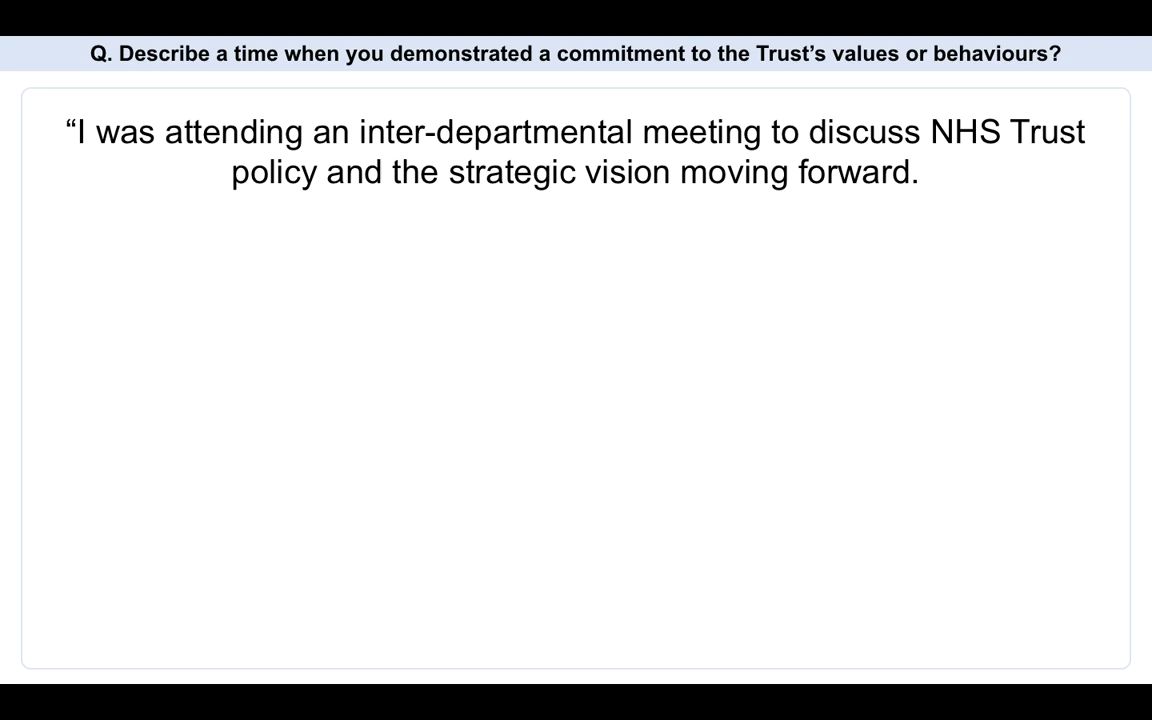 Q. Describe a time when you demonstrated a commitment to the Trust’s values or behaviours?
“I was attending an inter-departmental meeting to discuss NHS Trust
policy and the strategic vision moving forward.